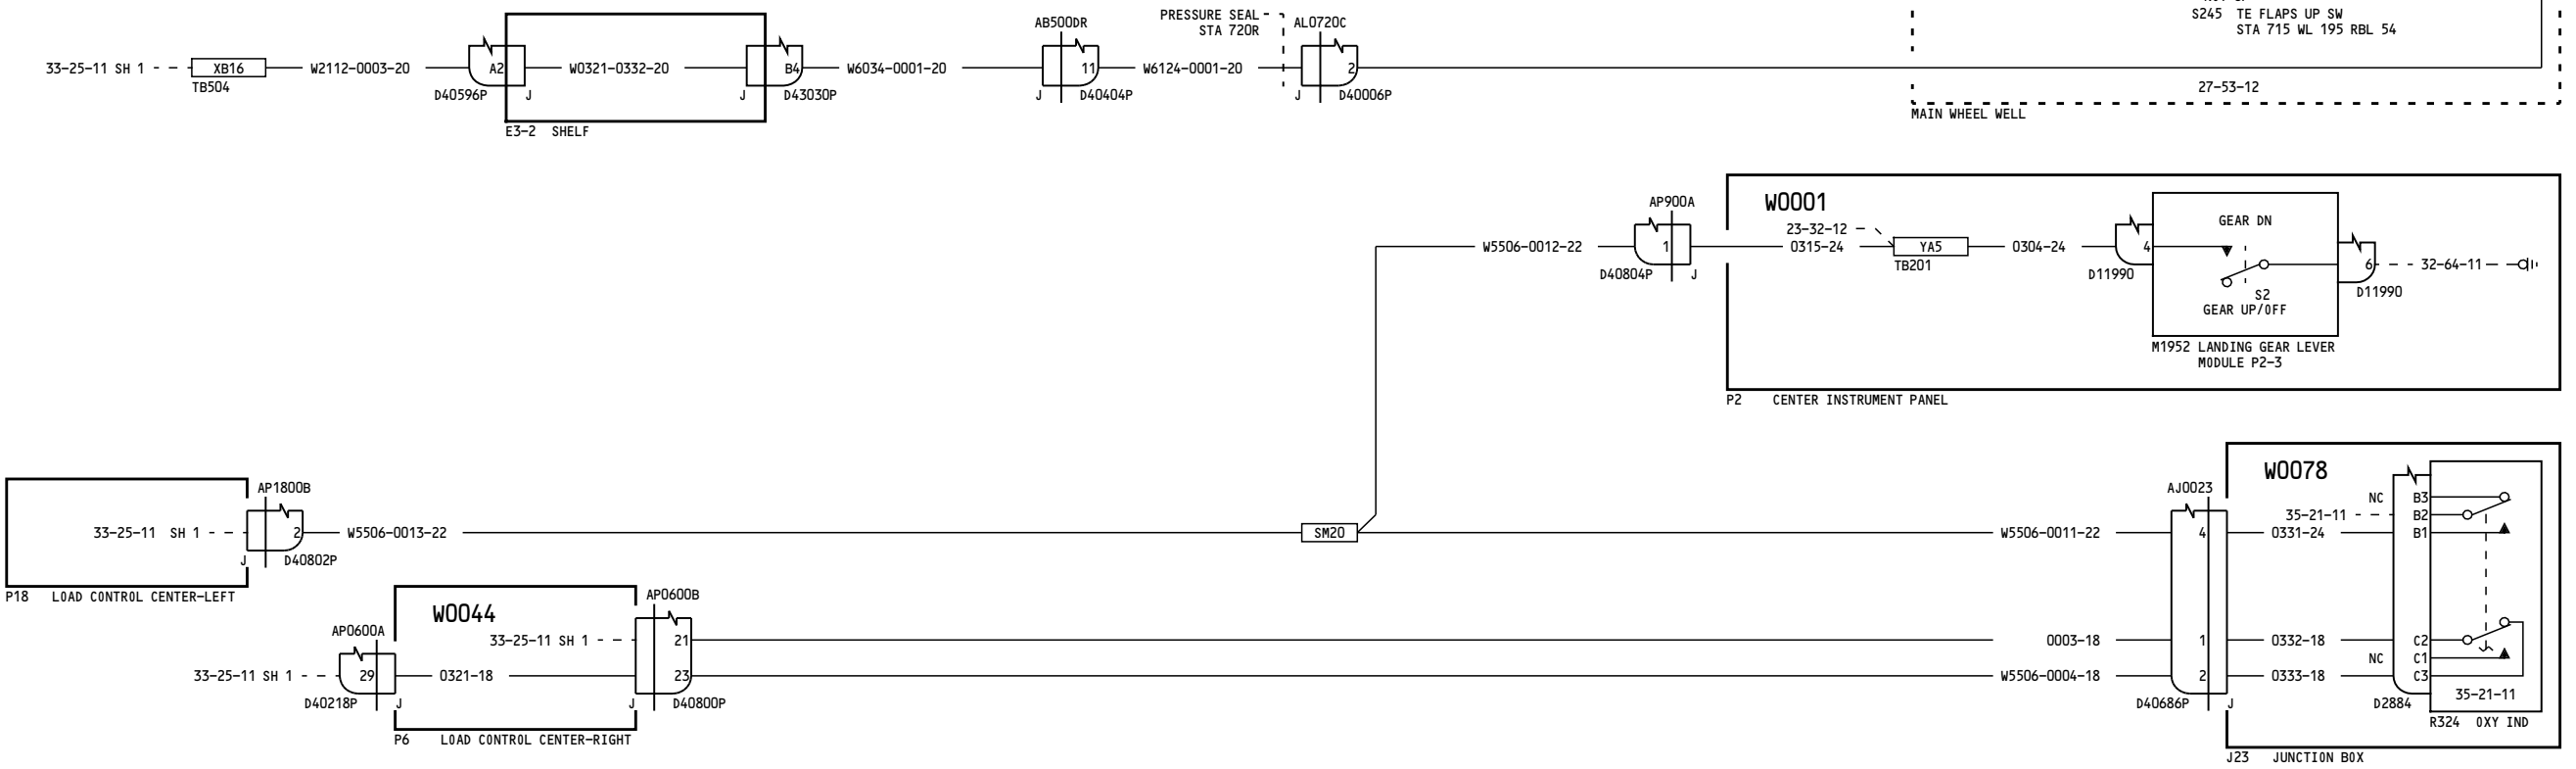 S245 TE FLAPS UP SW
STA 715 WL 195 RBL 54
PRESSURE SEAL
STA 720R
AB500DR
AL0720C
33-25-11 SH 1
XB16
TB504
W2112-0003-20
A2
D40596P
J
W0321-0332-20
J
B4
D43030P
E3-2 SHELF
W6034-0001-20
11
J
D40404P
W6124-0001-20
2
J
D40006P
27-53-12
MAIN WHEEL WELL
AP900A
W0001
23-32-12
W5506-0012-22
1
D40804P
J
0315-24
YA5
TB201
0304-24
4
D11990
GEAR DN
S2
GEAR UP/OFF
6
D11990
32-64-11
M1952 LANDING GEAR LEVER
MODULE P2-3
P2 CENTER INSTRUMENT PANEL
AP1800B
33-25-11 SH 1
2
J
D40802P
W5506-0013-22
P18 LOAD CONTROL CENTER-LEFT
SM20
W5506-0011-22
AJ0023
W0078
4
0331-24
NC
35-21-11
B3
B2
B1
AP0600A
W0044
AP0600B
33-25-11 SH 1
21
0003-18
1
0332-18
C2
NC
C1
33-25-11 SH 1
29
0321-18
23
W5506-0004-18
2
0333-18
C3
D40218P
J
J
D40800P
D40686P
J
D2884
35-21-11
R324 OXY IND
P6 LOAD CONTROL CENTER-RIGHT
J23 JUNCTION BOX